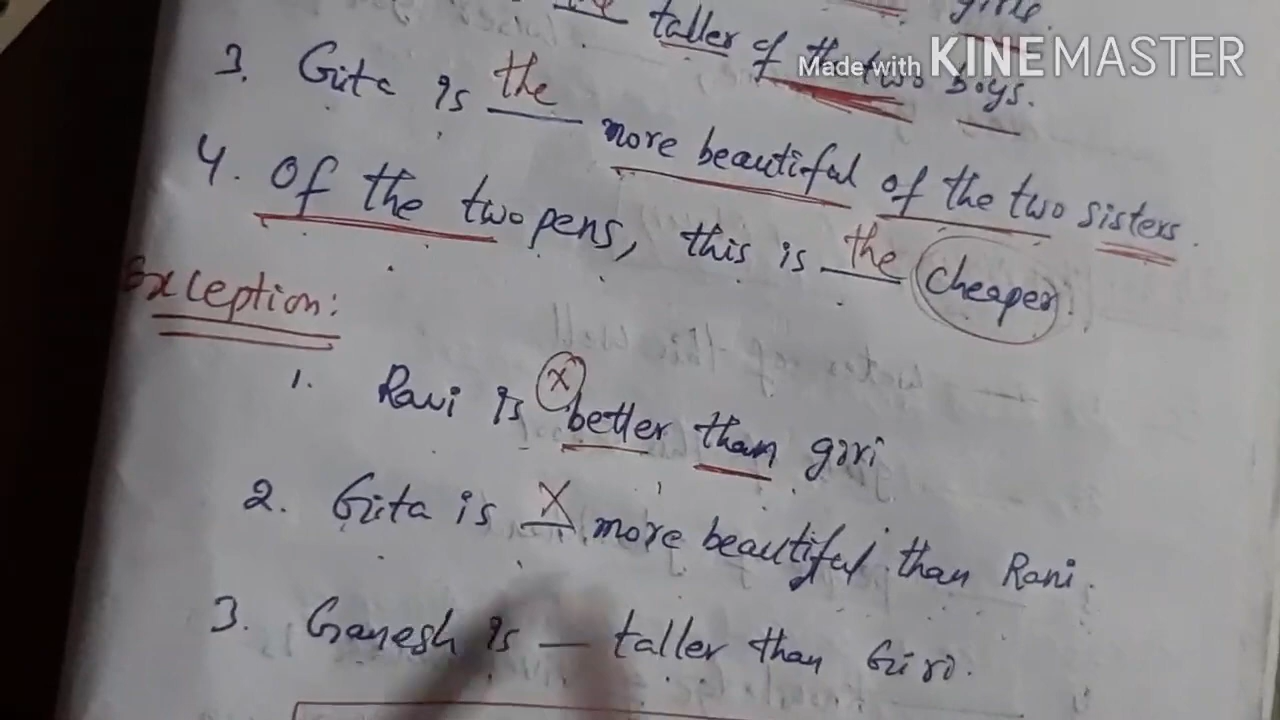 the taller of the two boys.
Made with KINEMASTER
3. Gita is the more beautiful of the two sisters.
4. Of the two pens, this is the cheaper.
Exception:
1. Ravi is x better than giri
2. Gita is X more beautiful than Rani.
3. Ganesh is — taller than Giri.